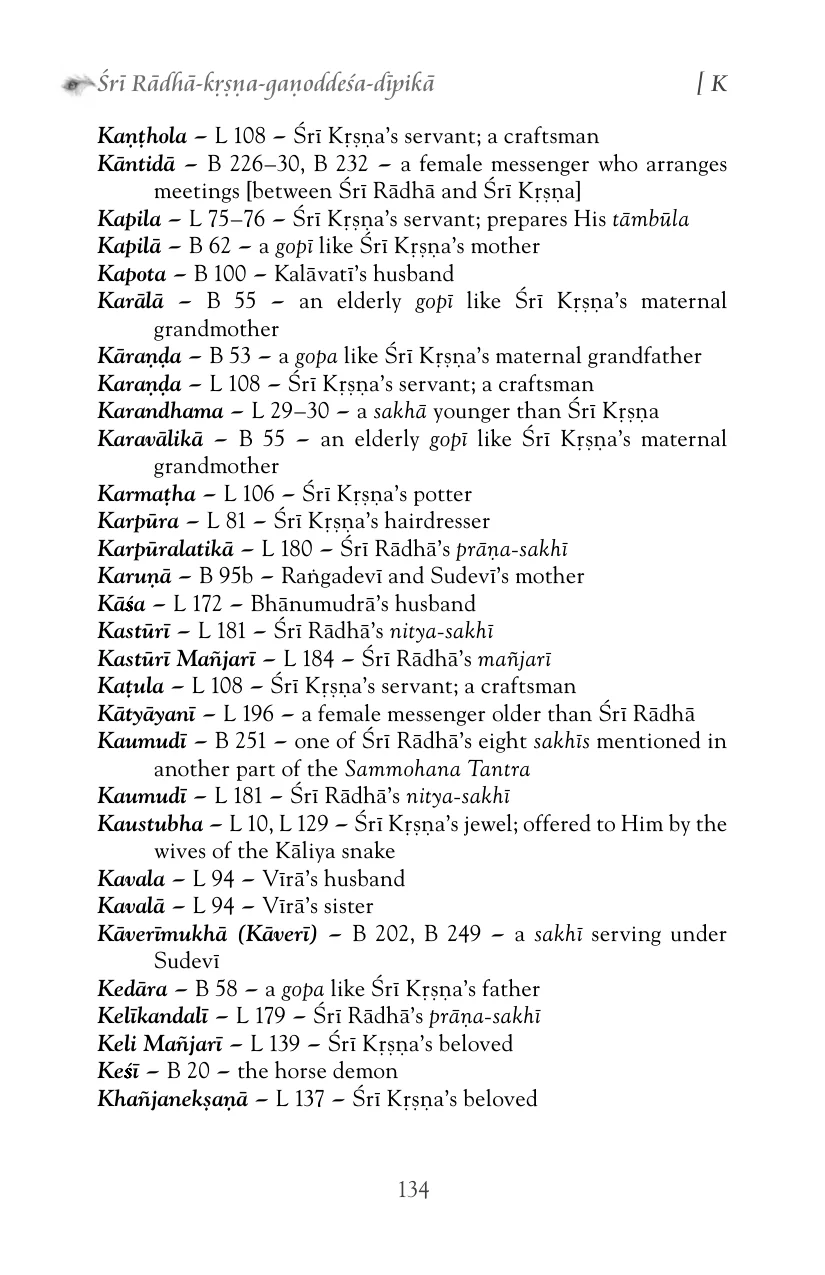 Śrī Rādhā-kṛṣṇa-gaṇoddeśa-dīpikā [ K
Kaṇṭhola – L 108 – Śrī Kṛṣṇa’s servant; a craftsman
Kāntidā – B 226–30, B 232 – a female messenger who arranges
meetings [between Śrī Rādhā and Śrī Kṛṣṇa]
Kapila – L 75–76 – Śrī Kṛṣṇa’s servant; prepares His tāmbūla
Kapilā – B 62 – a gopī like Śrī Kṛṣṇa’s mother
Kapota – B 100 – Kalāvatī’s husband
Karālā – B 55 – an elderly gopī like Śrī Kṛṣṇa’s maternal
grandmother
Kāraṇḍa – B 53 – a gopa like Śrī Kṛṣṇa’s maternal grandfather
Karaṇḍa – L 108 – Śrī Kṛṣṇa’s servant; a craftsman
Karandhama – L 29–30 – a sakhā younger than Śrī Kṛṣṇa
Karavālikā – B 55 – an elderly gopī like Śrī Kṛṣṇa’s maternal
grandmother
Karmaṭha – L 106 – Śrī Kṛṣṇa’s potter
Karpūra – L 81 – Śrī Kṛṣṇa’s hairdresser
Karpūralatikā – L 180 – Śrī Rādhā’s prāṇa-sakhī
Karuṇā – B 95b – Raṅgadevī and Sudevī’s mother
Kāśa – L 172 – Bhānumudrā’s husband
Kastūrī – L 181 – Śrī Rādhā’s nitya-sakhī
Kastūrī Mañjarī – L 184 – Śrī Rādhā’s mañjarī
Kaṭula – L 108 – Śrī Kṛṣṇa’s servant; a craftsman
Kātyāyanī – L 196 – a female messenger older than Śrī Rādhā
Kaumudī – B 251 – one of Śrī Rādhā’s eight sakhīs mentioned in
another part of the Sammohana Tantra
Kaumudī – L 181 – Śrī Rādhā’s nitya-sakhī
Kaustubha – L 10, L 129 – Śrī Kṛṣṇa’s jewel; offered to Him by the
wives of the Kāliya snake
Kavala – L 94 – Vīrā’s husband
Kavalā – L 94 – Vīrā’s sister
Kāverīmukhā (Kāverī) – B 202, B 249 – a sakhī serving under
Sudevī
Kedāra – B 58 – a gopa like Śrī Kṛṣṇa’s father
Kelīkandalī – L 179 – Śrī Rādhā’s prāṇa-sakhī
Keli Mañjarī – L 139 – Śrī Kṛṣṇa’s beloved
Keśī – B 20 – the horse demon
Khañjanekṣaṇā – L 137 – Śrī Kṛṣṇa’s beloved
134